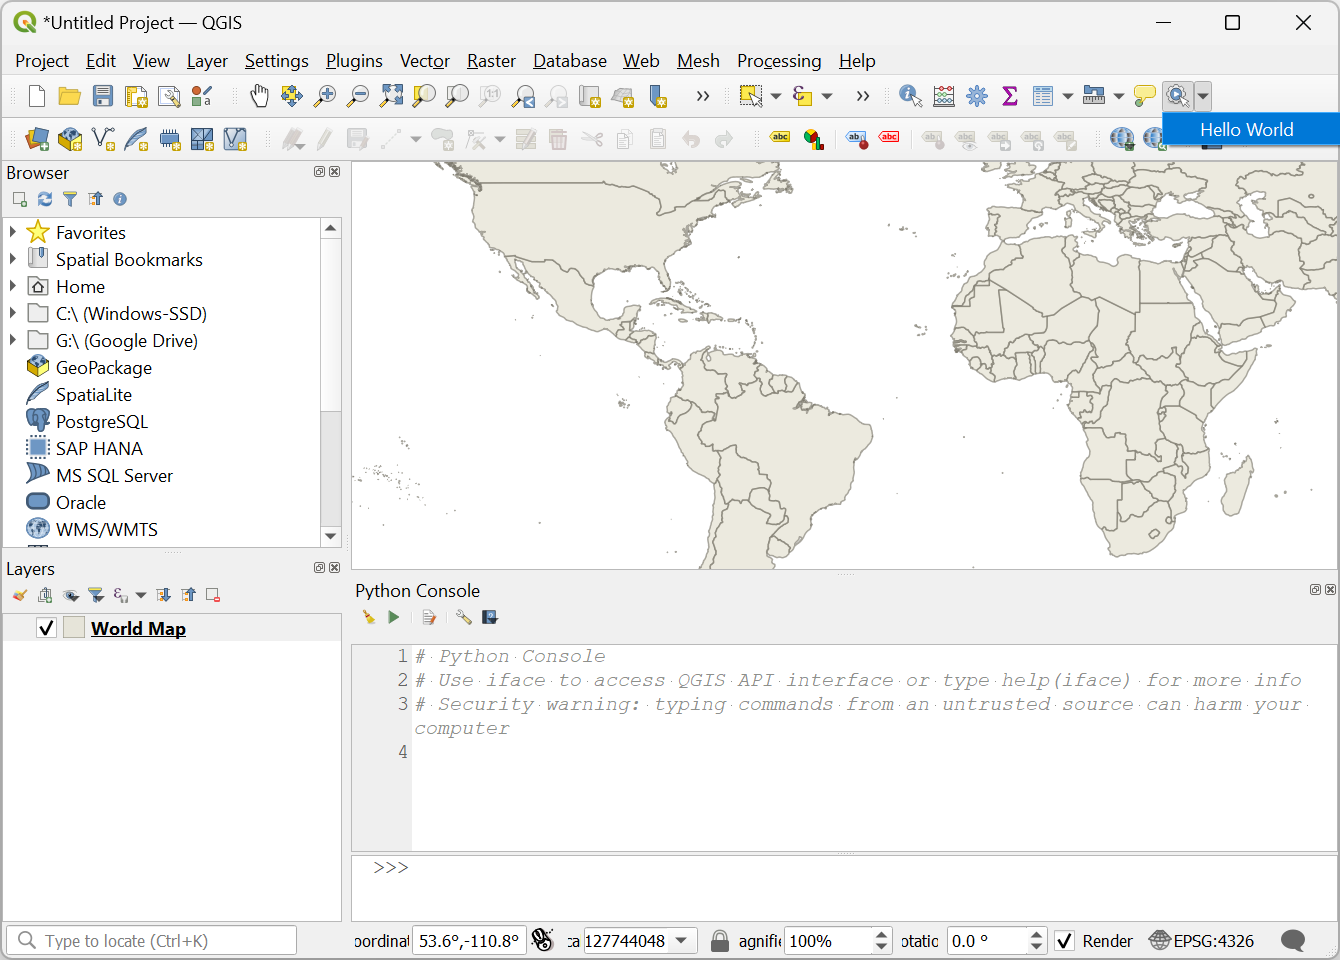 *Untitled Project — QGIS
Project Edit View Layer Settings Plugins Vector Raster Database Web Mesh Processing Help
Hello World
Browser
Favorites
Spatial Bookmarks
Home
C:\ (Windows-SSD)
G:\ (Google Drive)
GeoPackage
SpatiaLite
PostgreSQL
SAP HANA
MS SQL Server
Oracle
WMS/WMTS
Layers
World Map
Python Console
1 # Python Console
2 # Use iface to access QGIS API interface or type help(iface) for more info
3 # Security warning: typing commands from an untrusted source can harm your
computer
4
>>>
Type to locate (Ctrl+K) oordinat 53.6°,-110.8° ca 127744048 agnifi 100% otatio 0.0 ° Render EPSG:4326